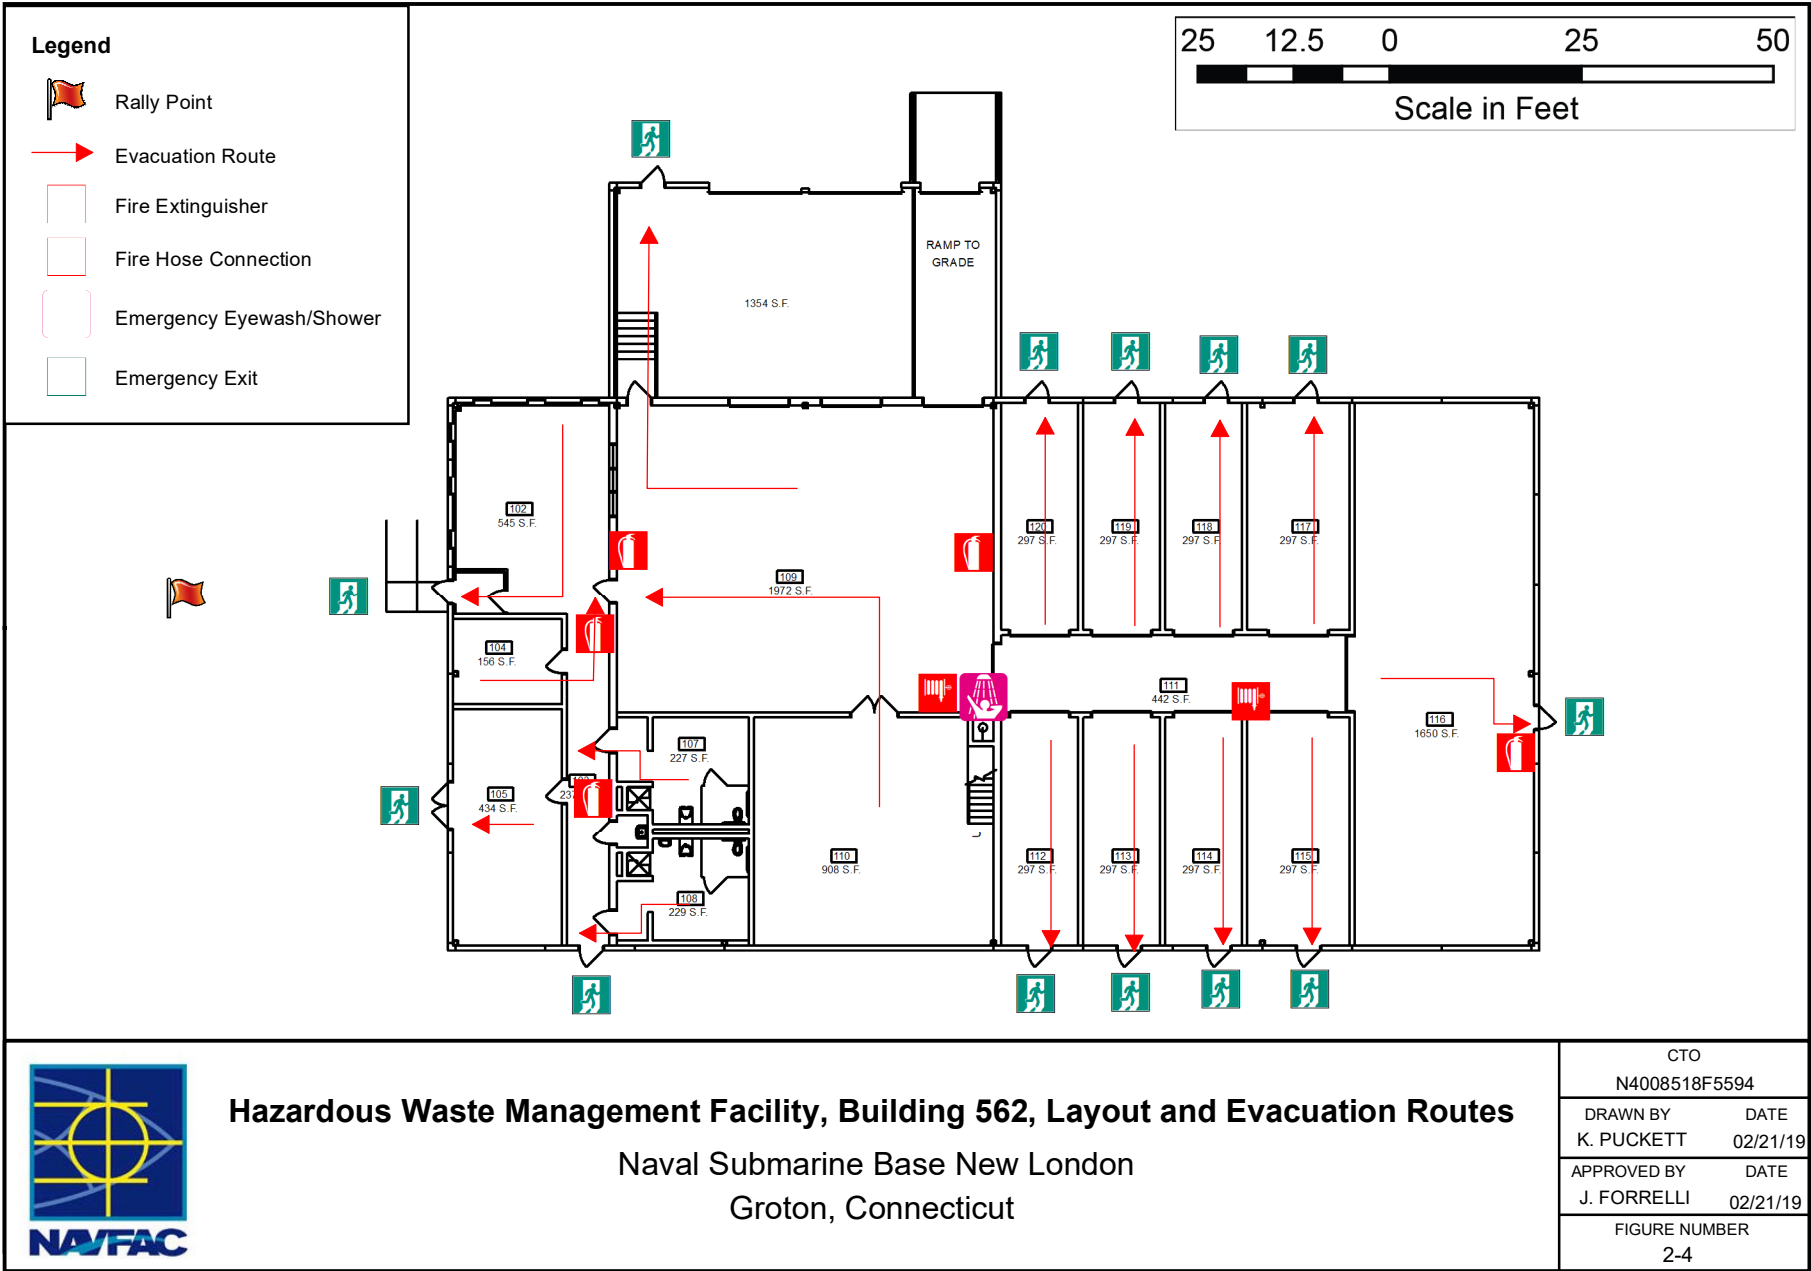 Legend
Rally Point
Evacuation Route
Fire Extinguisher
Fire Hose Connection
Emergency Eyewash/Shower
Emergency Exit
25 12.5 0 25 50
Scale in Feet
RAMP TO
GRADE
1354 S.F.
102
545 S.F.
104
156 S.F.
105
434 S.F.
107
227 S.F.
108
229 S.F.
109
1972 S.F.
110
908 S.F.
111
442 S.F.
120
297 S.F.
119
297 S.F.
118
297 S.F.
117
297 S.F.
116
1650 S.F.
112
297 S.F.
113
297 S.F.
114
297 S.F.
115
297 S.F.
NAVFAC
Hazardous Waste Management Facility, Building 562, Layout and Evacuation Routes
Naval Submarine Base New London
Groton, Connecticut
CTO
N4008518F5594
DRAWN BY DATE
K. PUCKETT 02/21/19
APPROVED BY DATE
J. FORRELLI 02/21/19
FIGURE NUMBER
2-4